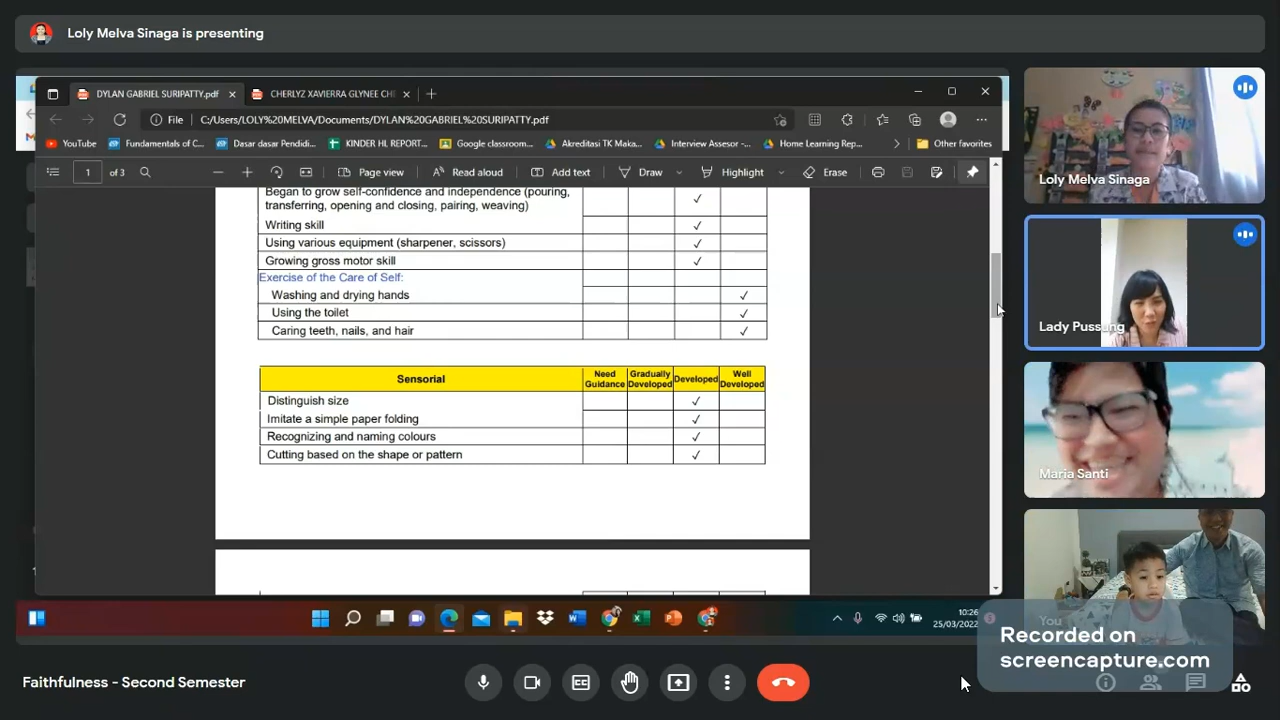 Loly Melva Sinaga is presenting
DYLAN GABRIEL SURIPATTY.pdf
CHERLYZ XAVIERRA GLYNEE CHE
File C:/Users/LOLY%20MELVA/Documents/DYLAN%20GABRIEL%20SURIPATTY.pdf
YouTube Fundamentals of C... Dasar dasar Pendidi... KINDER HL REPORT... Google classroom... Akreditasi TK Maka... Interview Asesor -... Home Learning Rep... Other favorites
1 of 3 Page view Read aloud Add text Draw Highlight Erase
Began to grow self-confidence and independence (pouring,
transferring, opening and closing, pairing, weaving) ✓
Writing skill ✓
Using various equipment (sharpener, scissors) ✓
Growing gross motor skill ✓
Exercise of the Care of Self:
Washing and drying hands ✓
Using the toilet ✓
Caring teeth, nails, and hair ✓
Sensorial Need Guidance Gradually Developed Developed Well Developed
Distinguish size ✓
Imitate a simple paper folding ✓
Recognizing and naming colours ✓
Cutting based on the shape or pattern ✓
Loly Melva Sinaga
Lady Pussung
Maria Santi
You
10:26
25/03/2022
Recorded on
screencapture.com
Faithfulness - Second Semester